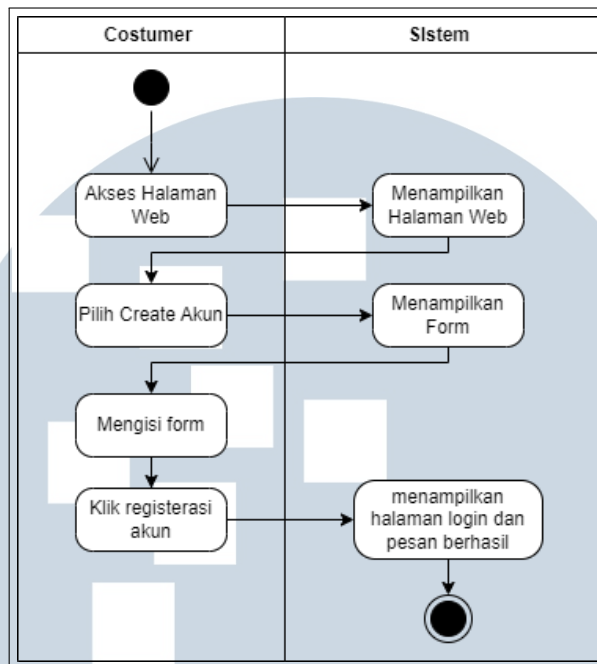 Costumer
SIstem
Akses Halaman
Web
Menampilkan
Halaman Web
Pilih Create Akun
Menampilkan
Form
Mengisi form
Klik registerasi
akun
menampilkan
halaman login dan
pesan berhasil